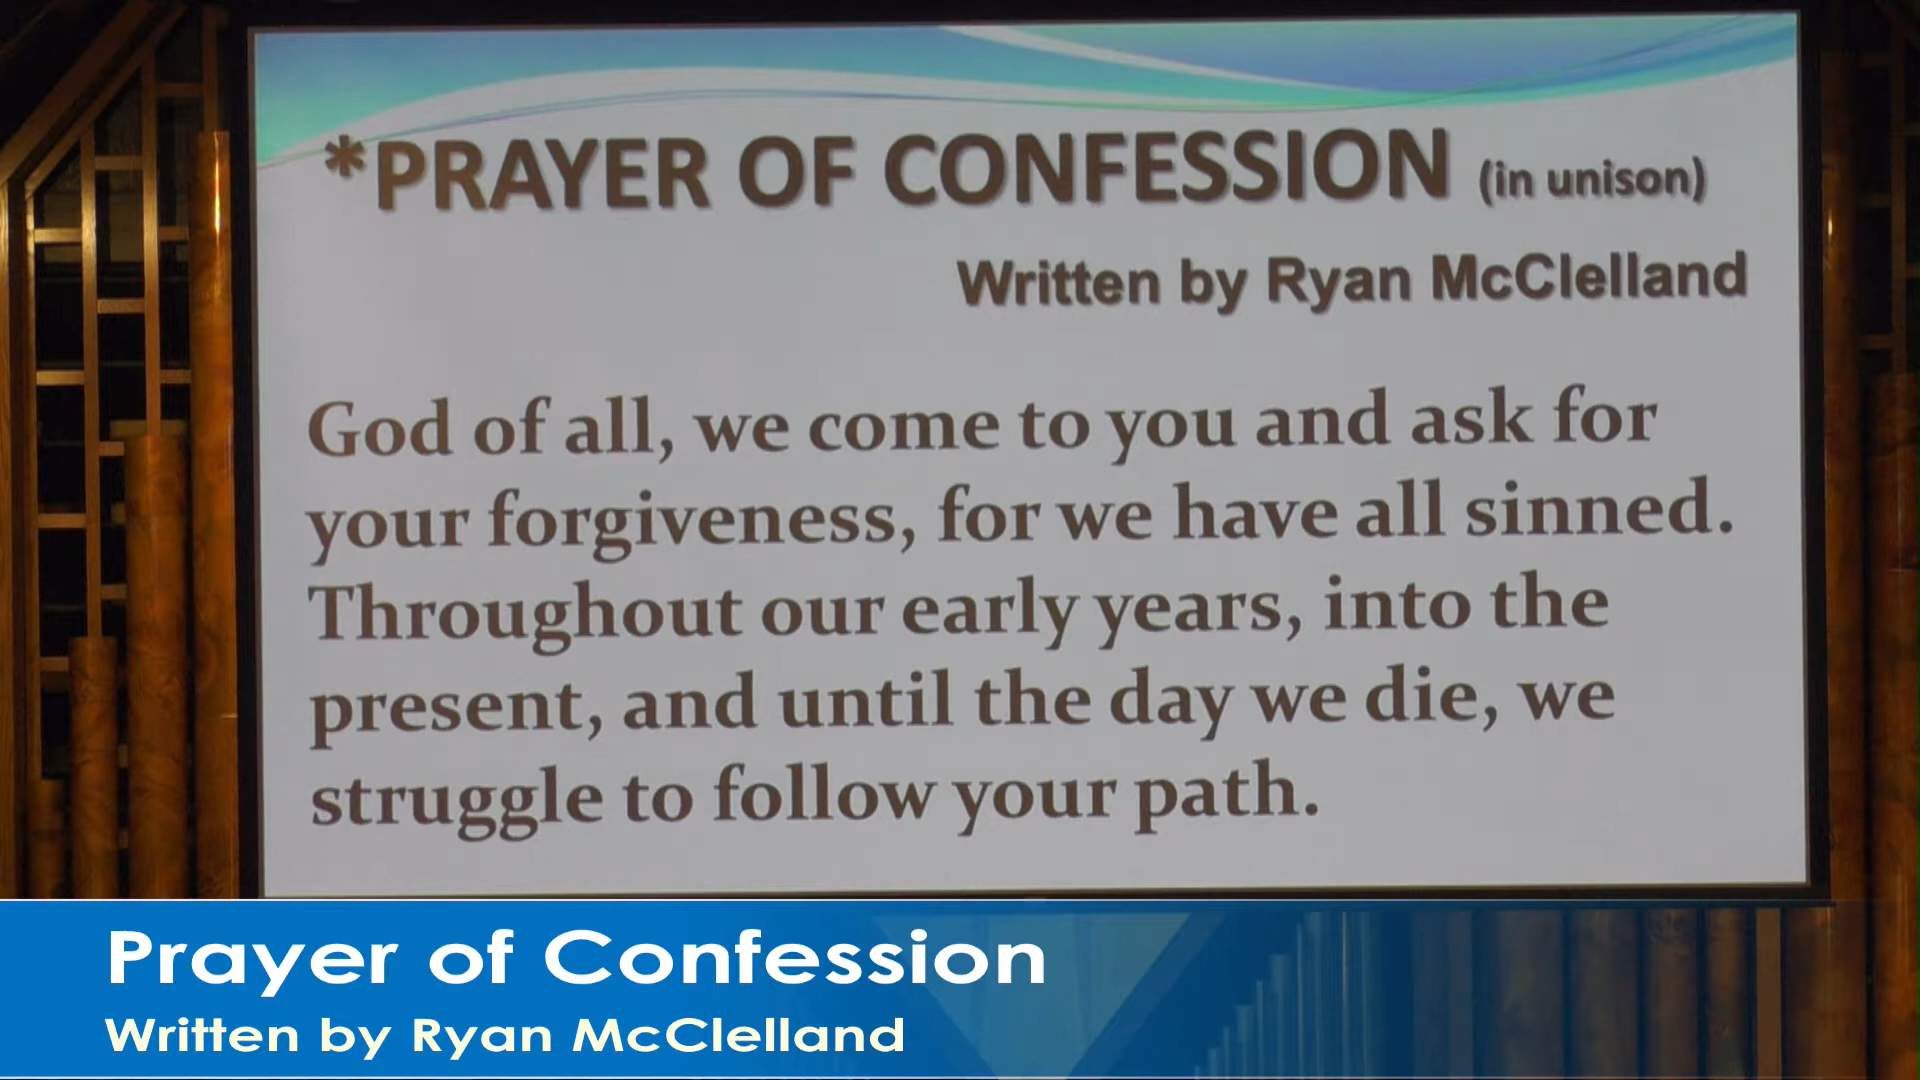 *PRAYER OF CONFESSION (in unison)
Written by Ryan McClelland
God of all, we come to you and ask for
your forgiveness, for we have all sinned.
Throughout our early years, into the
present, and until the day we die, we
struggle to follow your path.
Prayer of Confession
Written by Ryan McClelland